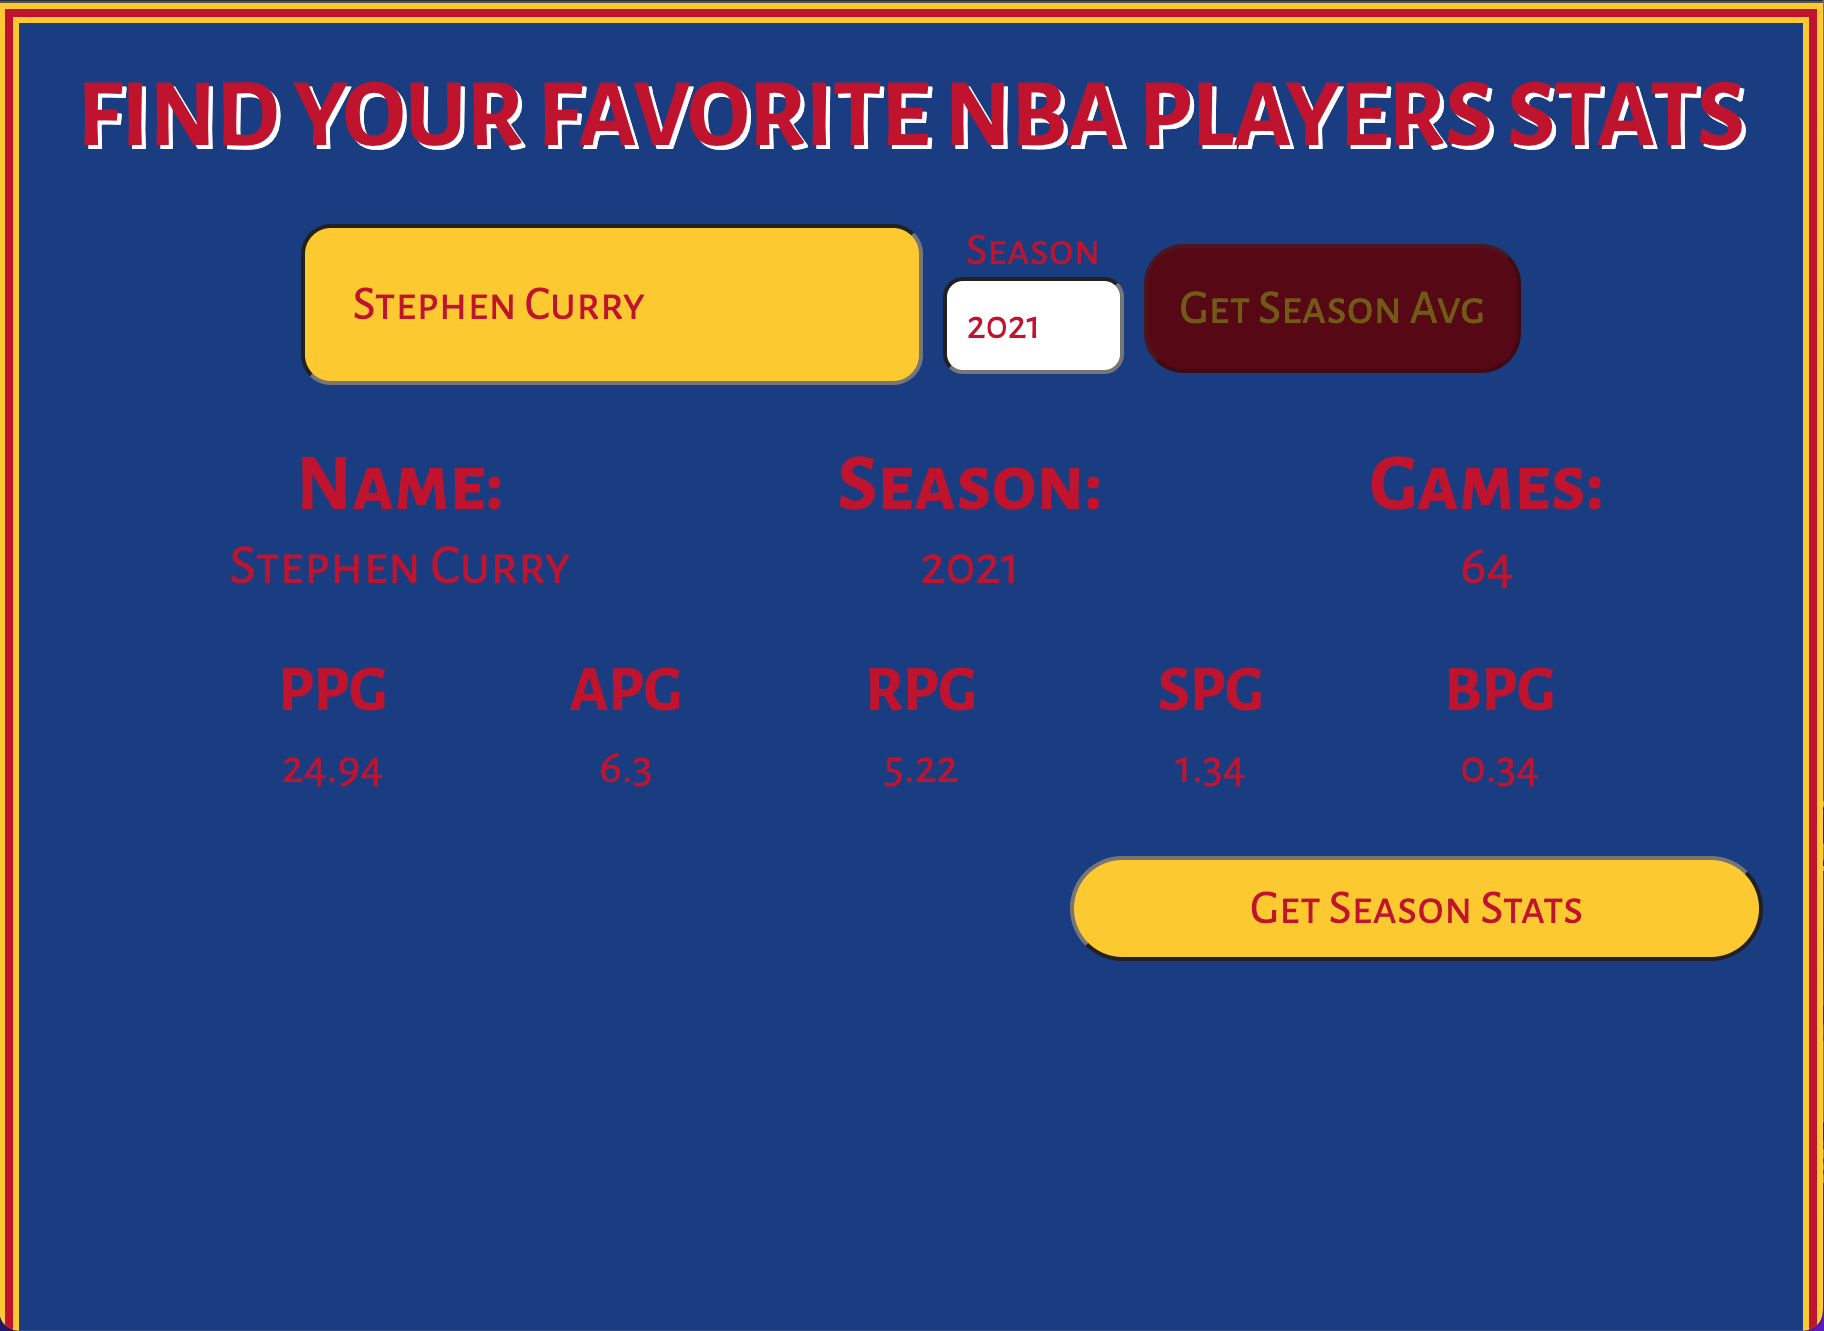 FIND YOUR FAVORITE NBA PLAYERS STATS
Stephen Curry
Season
2021
Get Season Avg
Name: Season: Games:
Stephen Curry 2021 64
PPG APG RPG SPG BPG
24.94 6.3 5.22 1.34 0.34
Get Season Stats